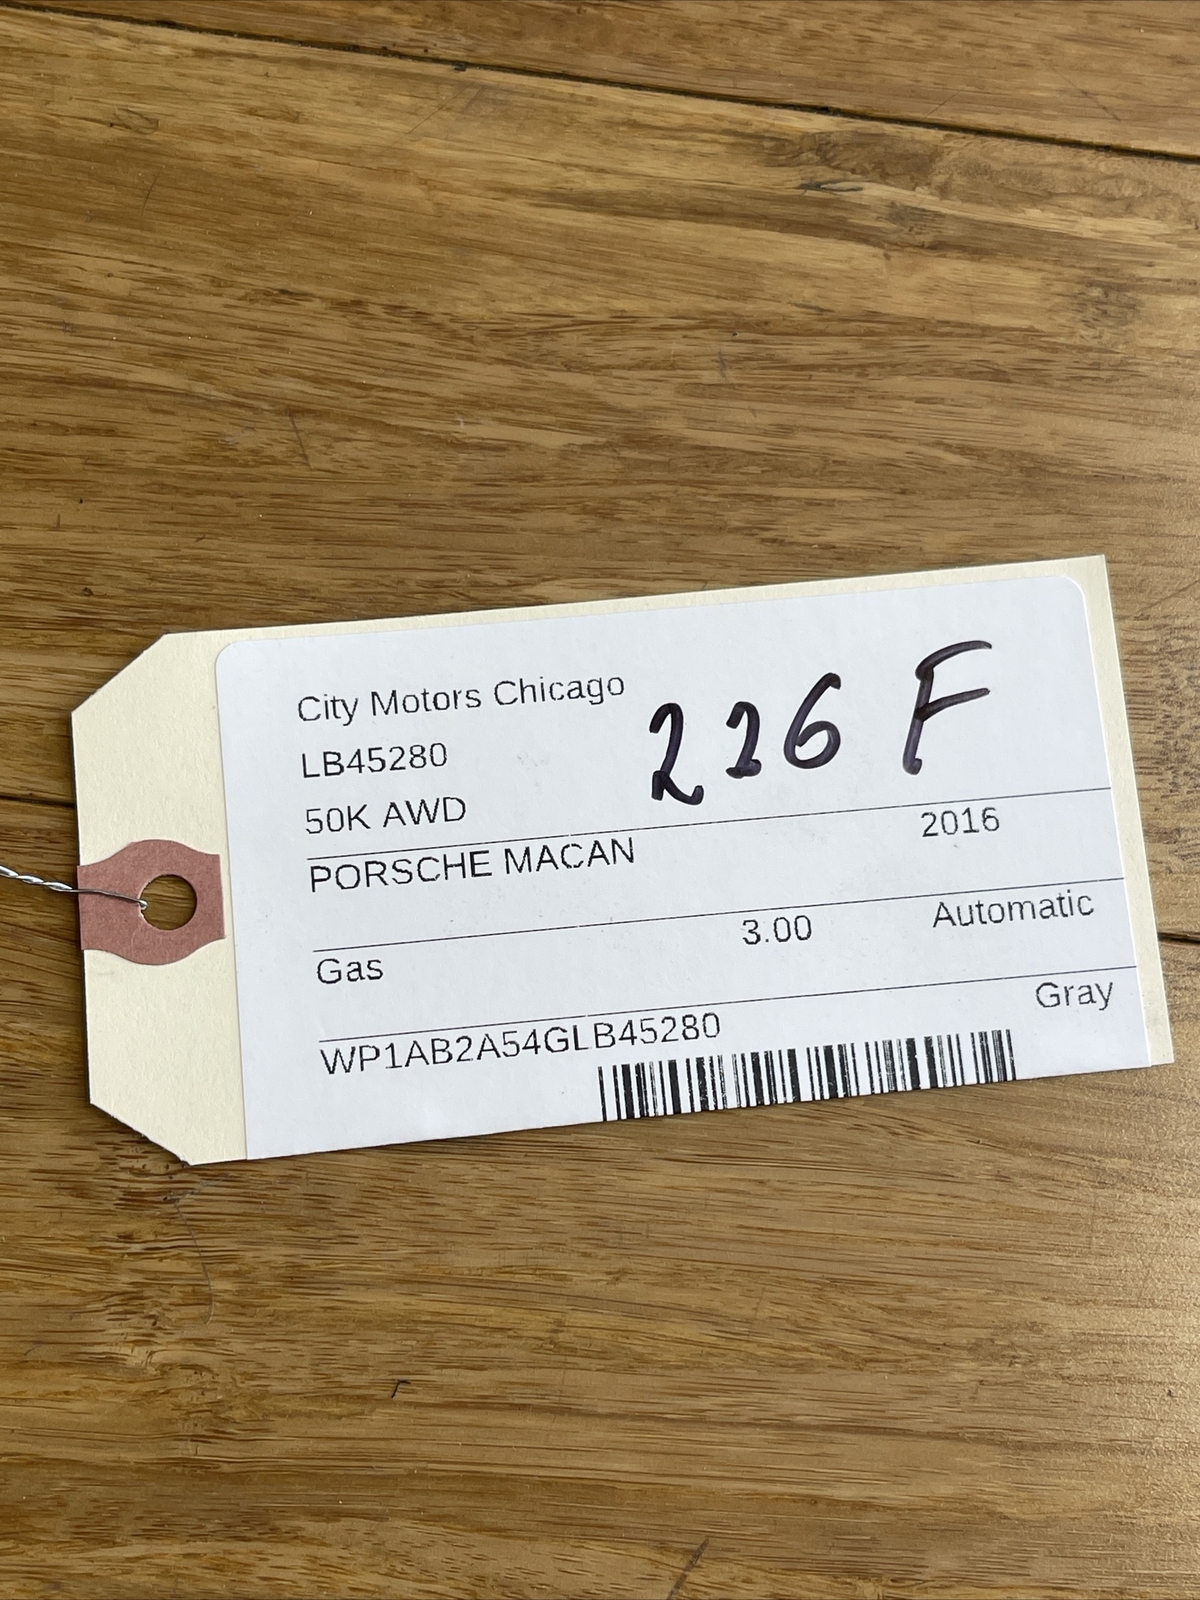 City Motors Chicago
226 F
LB45280
50K AWD
PORSCHE MACAN 2016
Gas 3.00 Automatic
WP1AB2A54GLB45280 Gray